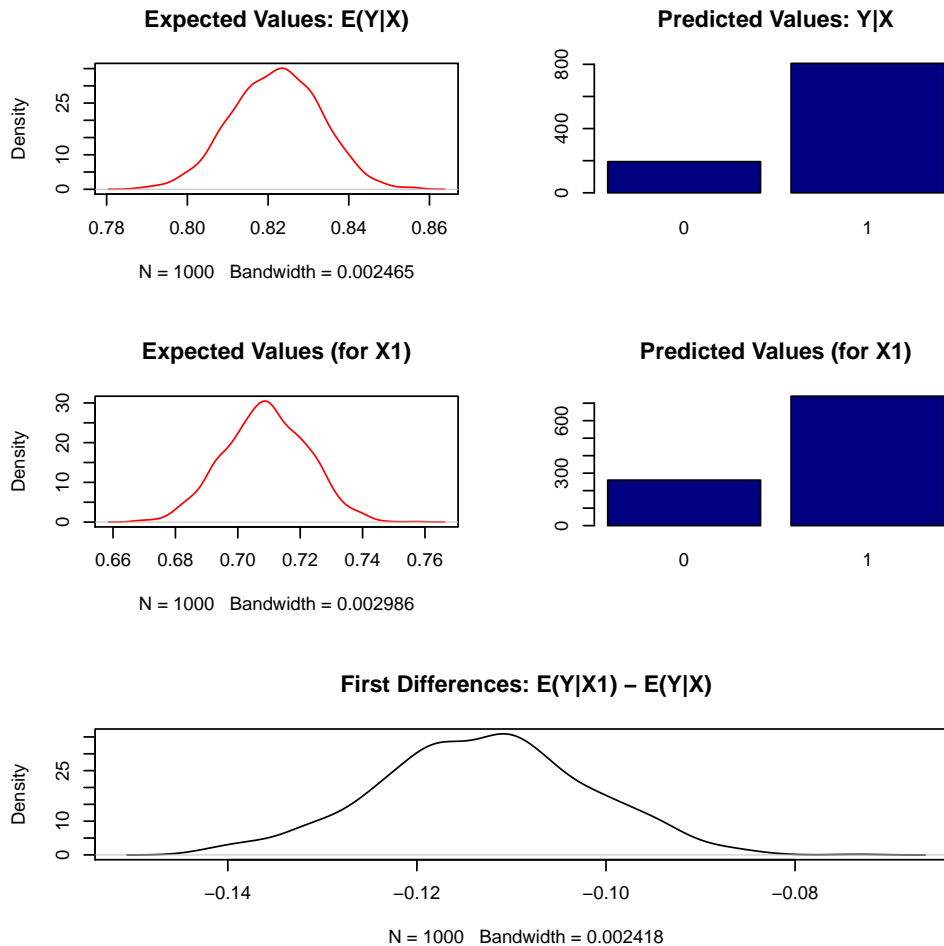 Expected Values: E(Y|X)
Density
0
10
25
0.78 0.80 0.82 0.84 0.86
N = 1000 Bandwidth = 0.002465
Predicted Values: Y|X
0
400
800
0 1
Expected Values (for X1)
Density
0
10
20
30
0.66 0.68 0.70 0.72 0.74 0.76
N = 1000 Bandwidth = 0.002986
Predicted Values (for X1)
0
300
600
0 1
First Differences: E(Y|X1) − E(Y|X)
Density
0
10
25
−0.14 −0.12 −0.10 −0.08
N = 1000 Bandwidth = 0.002418